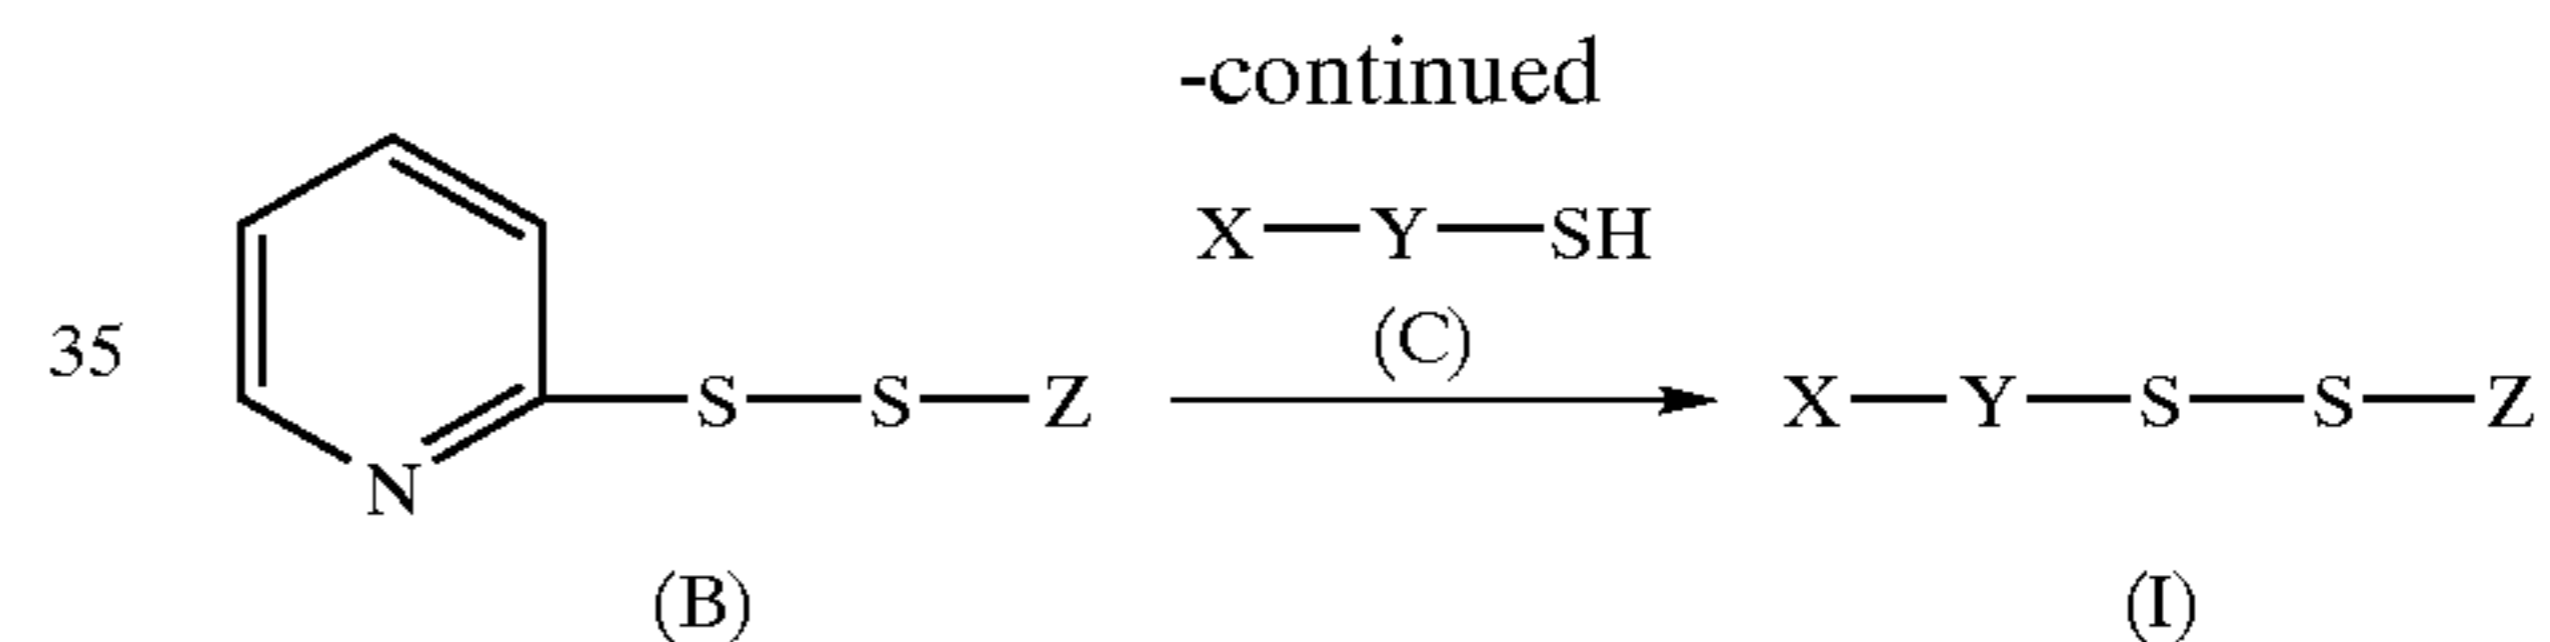 -continued
X—Y—SH
(C)
35
S—S—Z
X—Y—S—S—Z
N
(B)
(I)